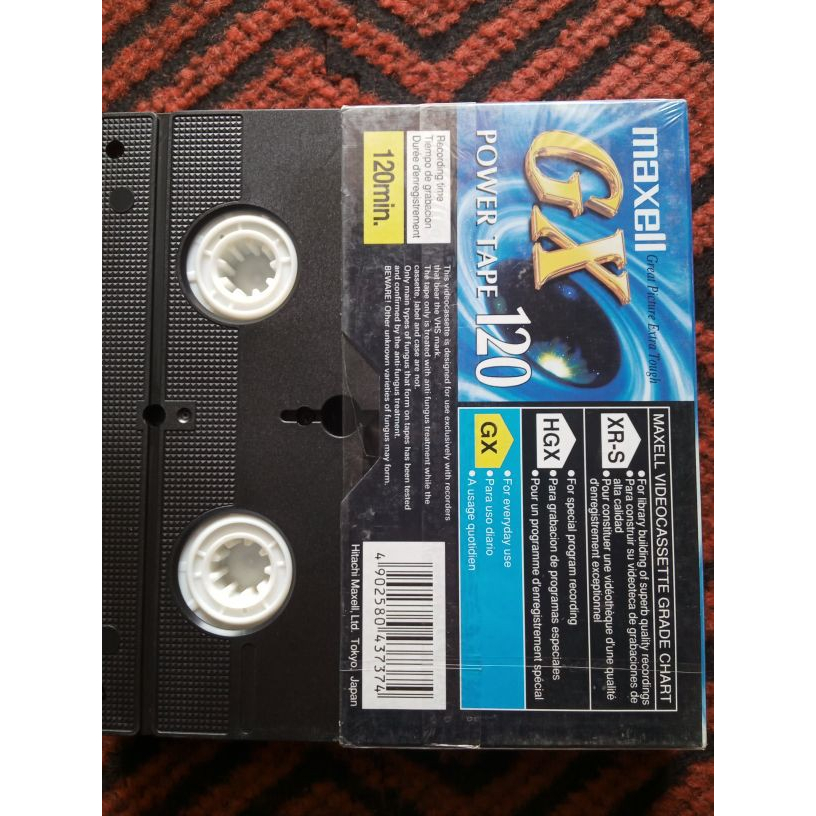 maxell
Great Picture Extra Tough
GX
POWER TAPE 120
MAXELL VIDEOCASSETTE GRADE CHART
XR-S
• For library building of superb quality recordings
• Para construir su videoteca de grabaciones de
alta calidad
• Pour constituer une vidéothèque d'une qualité
d'enregistrement exceptionnel
HGX
• For special program recording
• Para grabacion de programas especiales
• Pour un programme d'enregistrement spécial
GX
• For everyday use
• Para uso diario
• A usage quotidien
Recording time
Tiempo de grabacion
Durée d'enregistrement
120min.
This videocassette is designed for use exclusively with recorders
that bear the VHS mark.
The tape only is treated with anti-fungus treatment while the
cassette, label and case are not.
Only main types of fungus that form on tapes has been tested
and confirmed by the anti-fungus treatment.
BEWARE! Other unknown varieties of fungus may form.
4 902580 437374
Hitachi Maxell, Ltd. Tokyo, Japan